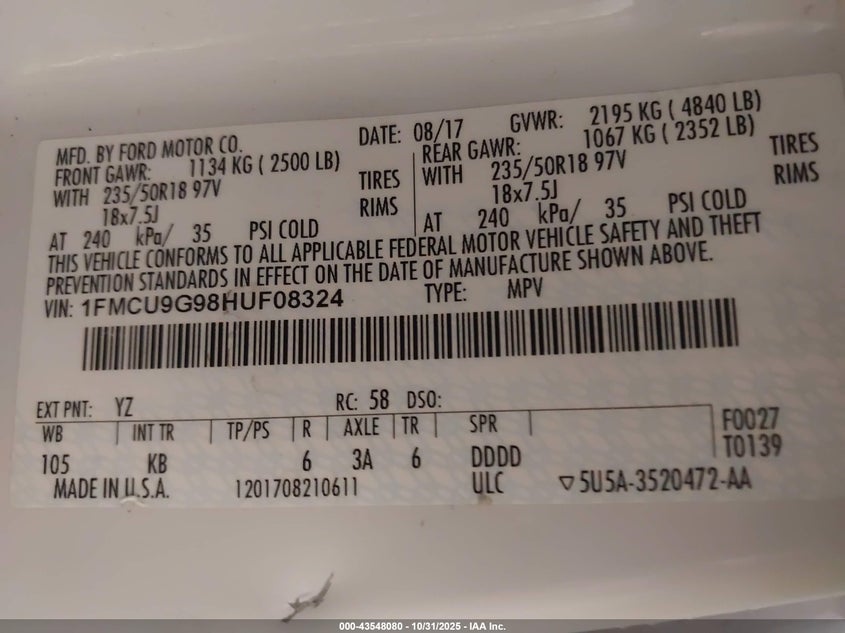 MFD. BY FORD MOTOR CO. DATE: 08/17 GVWR: 2195 KG ( 4840 LB)
FRONT GAWR: 1134 KG ( 2500 LB) REAR GAWR: 1067 KG ( 2352 LB)
WITH 235/50R18 97V TIRES WITH 235/50R18 97V TIRES
18x7.5J RIMS 18x7.5J RIMS
AT 240 kPa/ 35 PSI COLD AT 240 kPa/ 35 PSI COLD
THIS VEHICLE CONFORMS TO ALL APPLICABLE FEDERAL MOTOR VEHICLE SAFETY AND THEFT
PREVENTION STANDARDS IN EFFECT ON THE DATE OF MANUFACTURE SHOWN ABOVE.
VIN: 1FMCU9G98HUF08324 TYPE: MPV
EXT PNT: YZ RC: 58 DSO:
WB INT TR TP/PS R AXLE TR SPR F0027
105 KB 6 3A 6 DDDD T0139
MADE IN U.S.A. 1201708210611 ULC ▽5U5A-3520472-AA
000-43548080 - 10/31/2025 - IAA Inc.